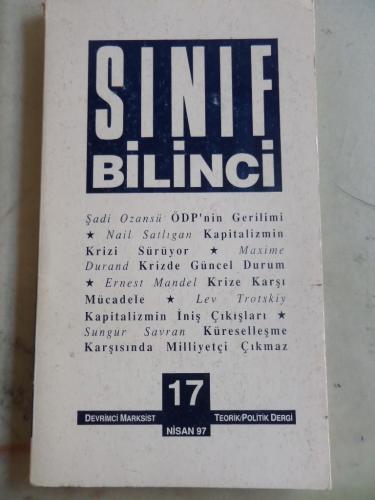 SINIF
BİLİNCİ
Şadi Ozansü ÖDP'nin Gerilimi
★ Nail Satlıgan Kapitalizmin
Krizi Sürüyor ★ Maxime
Durand Krizde Güncel Durum
★ Ernest Mandel Krize Karşı
Mücadele ★ Lev Trotskiy
Kapitalizmin İniş Çıkışları ★
Sungur Savran Küreselleşme
Karşısında Milliyetçi Çıkmaz
17
DEVRİMCİ MARKSİST TEORİK/POLİTİK DERGİ
NİSAN 97